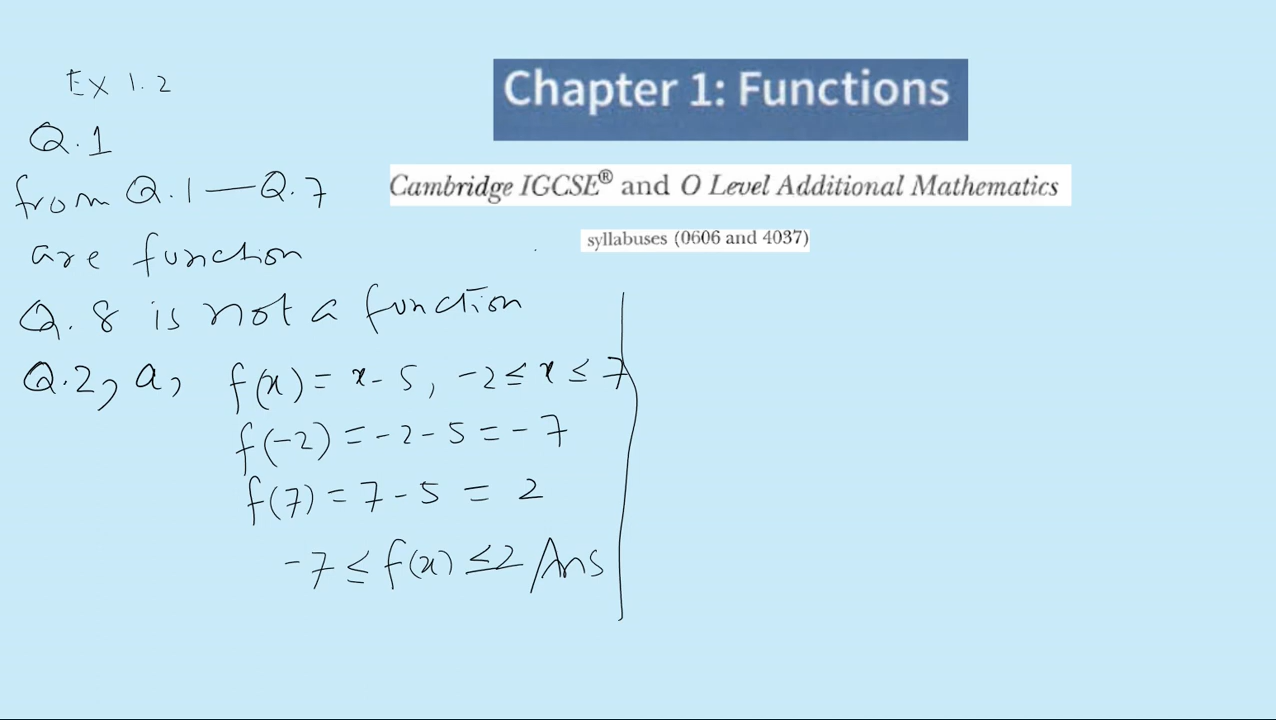 Ex 1.2
Chapter 1: Functions
Q.1
from Q.1—Q.7
Cambridge IGCSE® and O Level Additional Mathematics
syllabuses (0606 and 4037)
are function
Q. 8 is not a function
Q.2, a, f(x) = x - 5, -2 ≤ x ≤ 7
f(-2) = -2 - 5 = -7
f(7) = 7 - 5 = 2
-7 ≤ f(x) ≤ 2 Ans